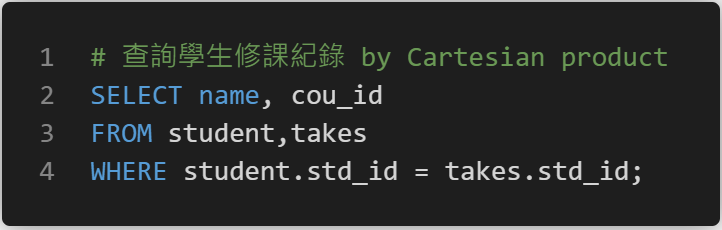 1 # 查詢學生修課紀錄 by Cartesian product
2 SELECT name, cou_id
3 FROM student,takes
4 WHERE student.std_id = takes.std_id;